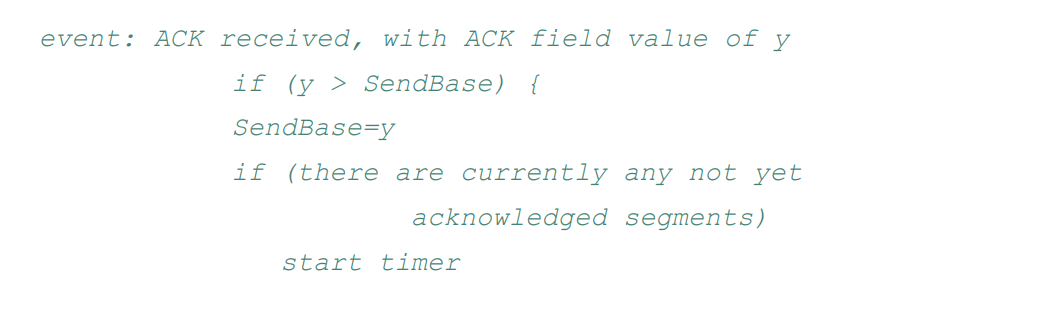 event: ACK received, with ACK field value of y
if (y > SendBase) {
SendBase=y
if (there are currently any not yet
acknowledged segments)
start timer